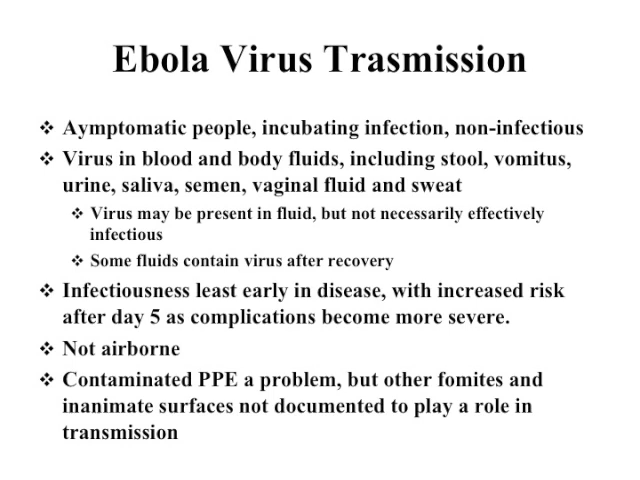 Ebola Virus Trasmission
❖ Aymptomatic people, incubating infection, non-infectious
❖ Virus in blood and body fluids, including stool, vomitus,
urine, saliva, semen, vaginal fluid and sweat
❖ Virus may be present in fluid, but not necessarily effectively
infectious
❖ Some fluids contain virus after recovery
❖ Infectiousness least early in disease, with increased risk
after day 5 as complications become more severe.
❖ Not airborne
❖ Contaminated PPE a problem, but other fomites and
inanimate surfaces not documented to play a role in
transmission